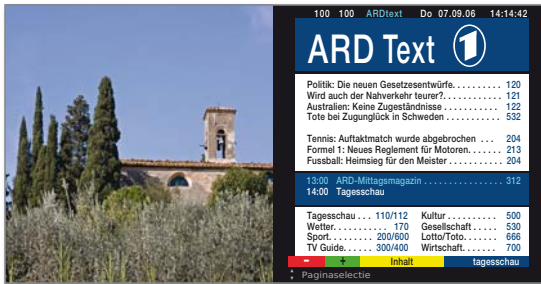 100 100 ARDtext Do 07.09.06 14:14:42
ARD Text 1
Politik: Die neuen Gesetzesentwürfe. . . . . . . . . . 120
Wird auch der Nahverkehr teurer?. . . . . . . . . . . 121
Australien: Keine Zugeständnisse . . . . . . . . . . . 122
Tote bei Zugunglück in Schweden . . . . . . . . . . . 532
Tennis: Auftaktmatch wurde abgebrochen . . . 204
Formel 1: Neues Reglement für Motoren. . . . . . . 213
Fussball: Heimsieg für den Meister . . . . . . . . . . . 204
13:00 ARD-Mittagsmagazin . . . . . . . . . . . . . . . . 312
14:00 Tagesschau
Tagesschau . . . 110/112 Kultur . . . . . . . . . 500
Wetter. . . . . . . . . . 170 Gesellschaft . . . . . 530
Sport. . . . . . . . 200/600 Lotto/Toto. . . . . . 666
TV Guide. . . . . . 300/400 Wirtschaft. . . . . . . 700
- + Inhalt tagesschau
Paginaselectie